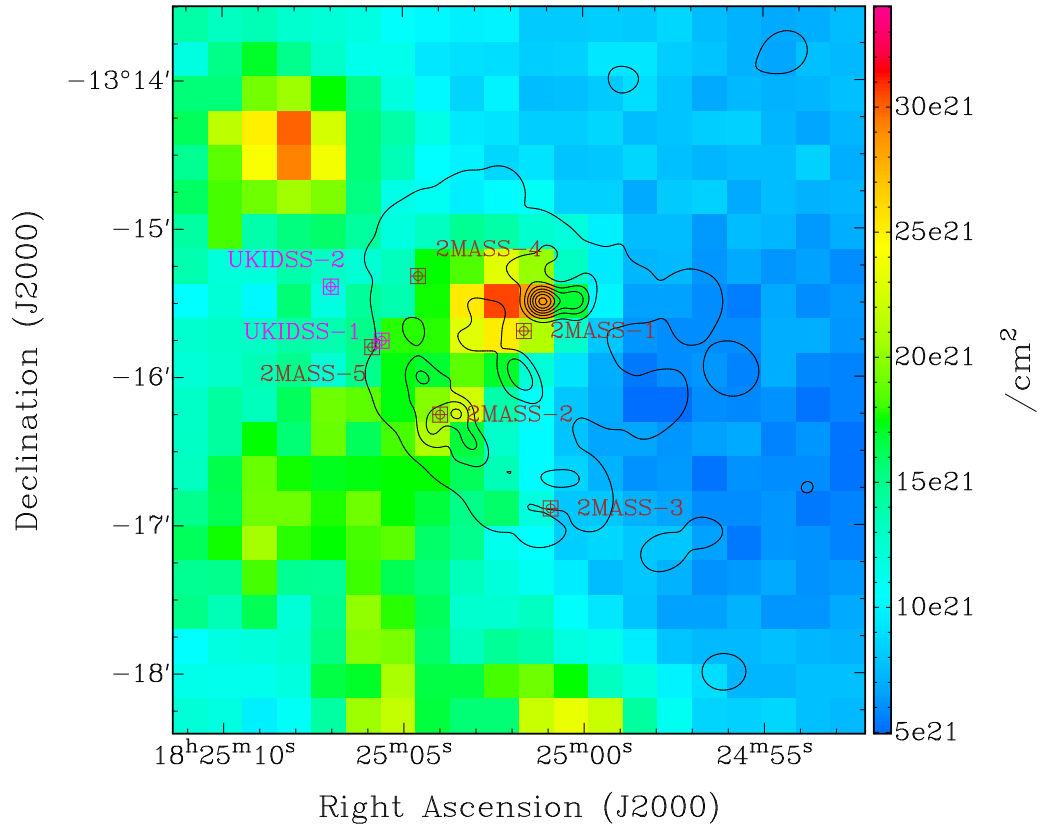 −13°14′
−15′
−16′
−17′
−18′
Declination (J2000)
18ʰ25ᵐ10ˢ
25ᵐ05ˢ
25ᵐ00ˢ
24ᵐ55ˢ
Right Ascension (J2000)
2MASS−4
UKIDSS−2
UKIDSS−1
2MASS−1
2MASS−5
2MASS−2
2MASS−3
30e21
25e21
20e21
15e21
10e21
5e21
/cm²